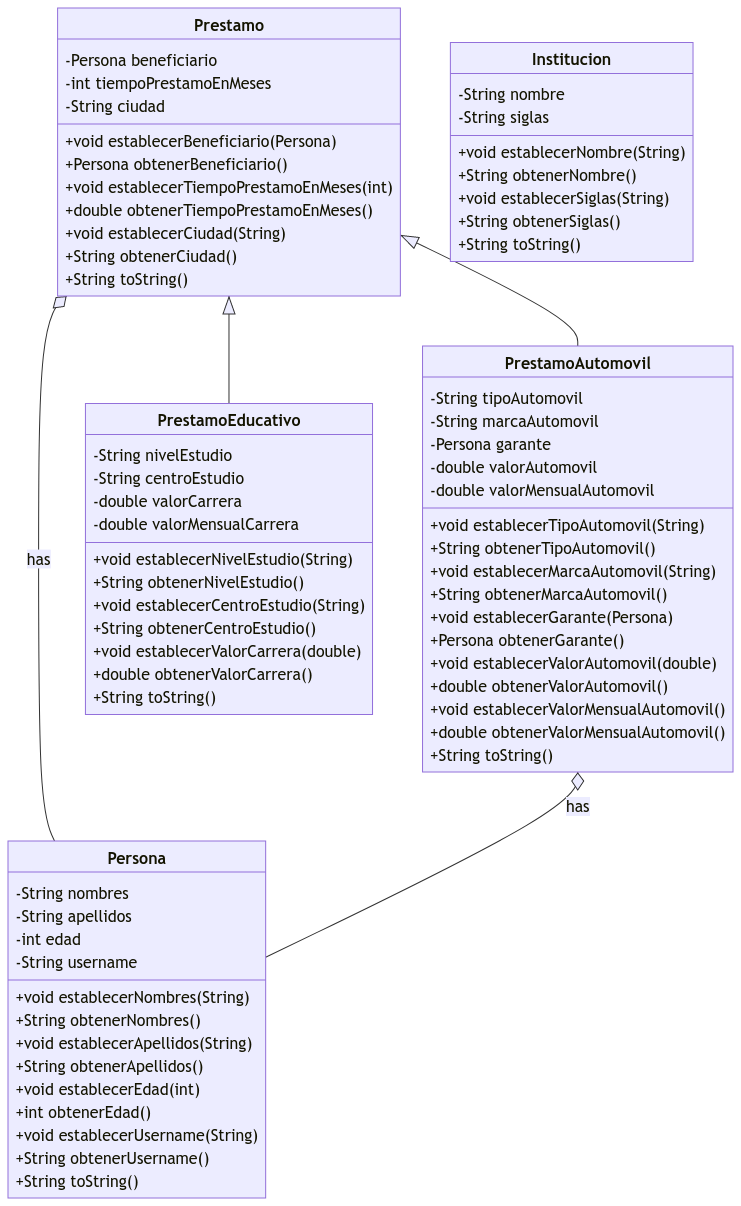 Prestamo
-Persona beneficiario
-int tiempoPrestamoEnMeses
-String ciudad
+void establecerBeneficiario(Persona)
+Persona obtenerBeneficiario()
+void establecerTiempoPrestamoEnMeses(int)
+double obtenerTiempoPrestamoEnMeses()
+void establecerCiudad(String)
+String obtenerCiudad()
+String toString()
Institucion
-String nombre
-String siglas
+void establecerNombre(String)
+String obtenerNombre()
+void establecerSiglas(String)
+String obtenerSiglas()
+String toString()
PrestamoEducativo
-String nivelEstudio
-String centroEstudio
-double valorCarrera
-double valorMensualCarrera
+void establecerNivelEstudio(String)
+String obtenerNivelEstudio()
+void establecerCentroEstudio(String)
+String obtenerCentroEstudio()
+void establecerValorCarrera(double)
+double obtenerValorCarrera()
+String toString()
PrestamoAutomovil
-String tipoAutomovil
-String marcaAutomovil
-Persona garante
-double valorAutomovil
-double valorMensualAutomovil
+void establecerTipoAutomovil(String)
+String obtenerTipoAutomovil()
+void establecerMarcaAutomovil(String)
+String obtenerMarcaAutomovil()
+void establecerGarante(Persona)
+Persona obtenerGarante()
+void establecerValorAutomovil(double)
+double obtenerValorAutomovil()
+void establecerValorMensualAutomovil()
+double obtenerValorMensualAutomovil()
+String toString()
has
has
Persona
-String nombres
-String apellidos
-int edad
-String username
+void establecerNombres(String)
+String obtenerNombres()
+void establecerApellidos(String)
+String obtenerApellidos()
+void establecerEdad(int)
+int obtenerEdad()
+void establecerUsername(String)
+String obtenerUsername()
+String toString()